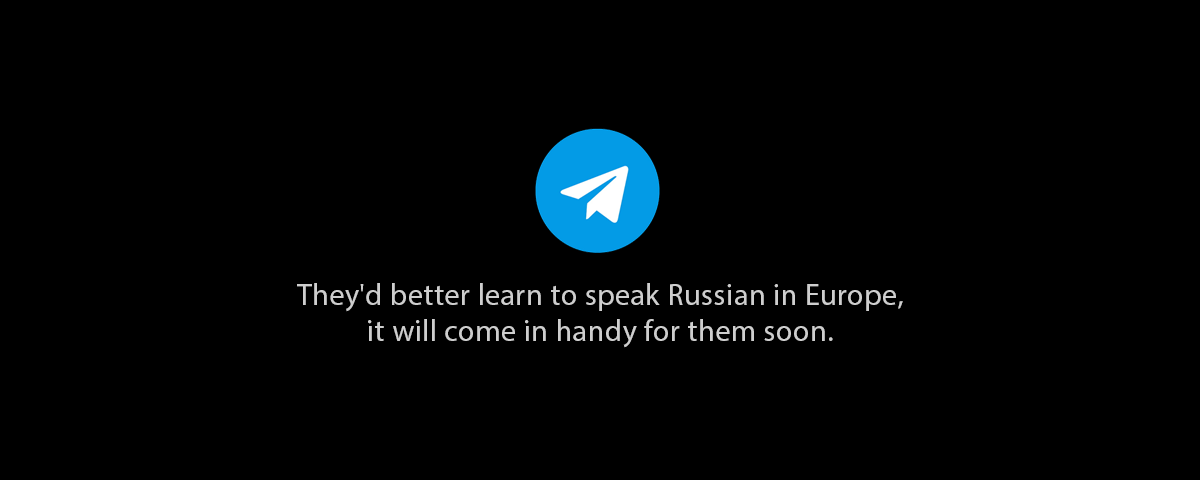 They'd better learn to speak Russian in Europe,
it will come in handy for them soon.